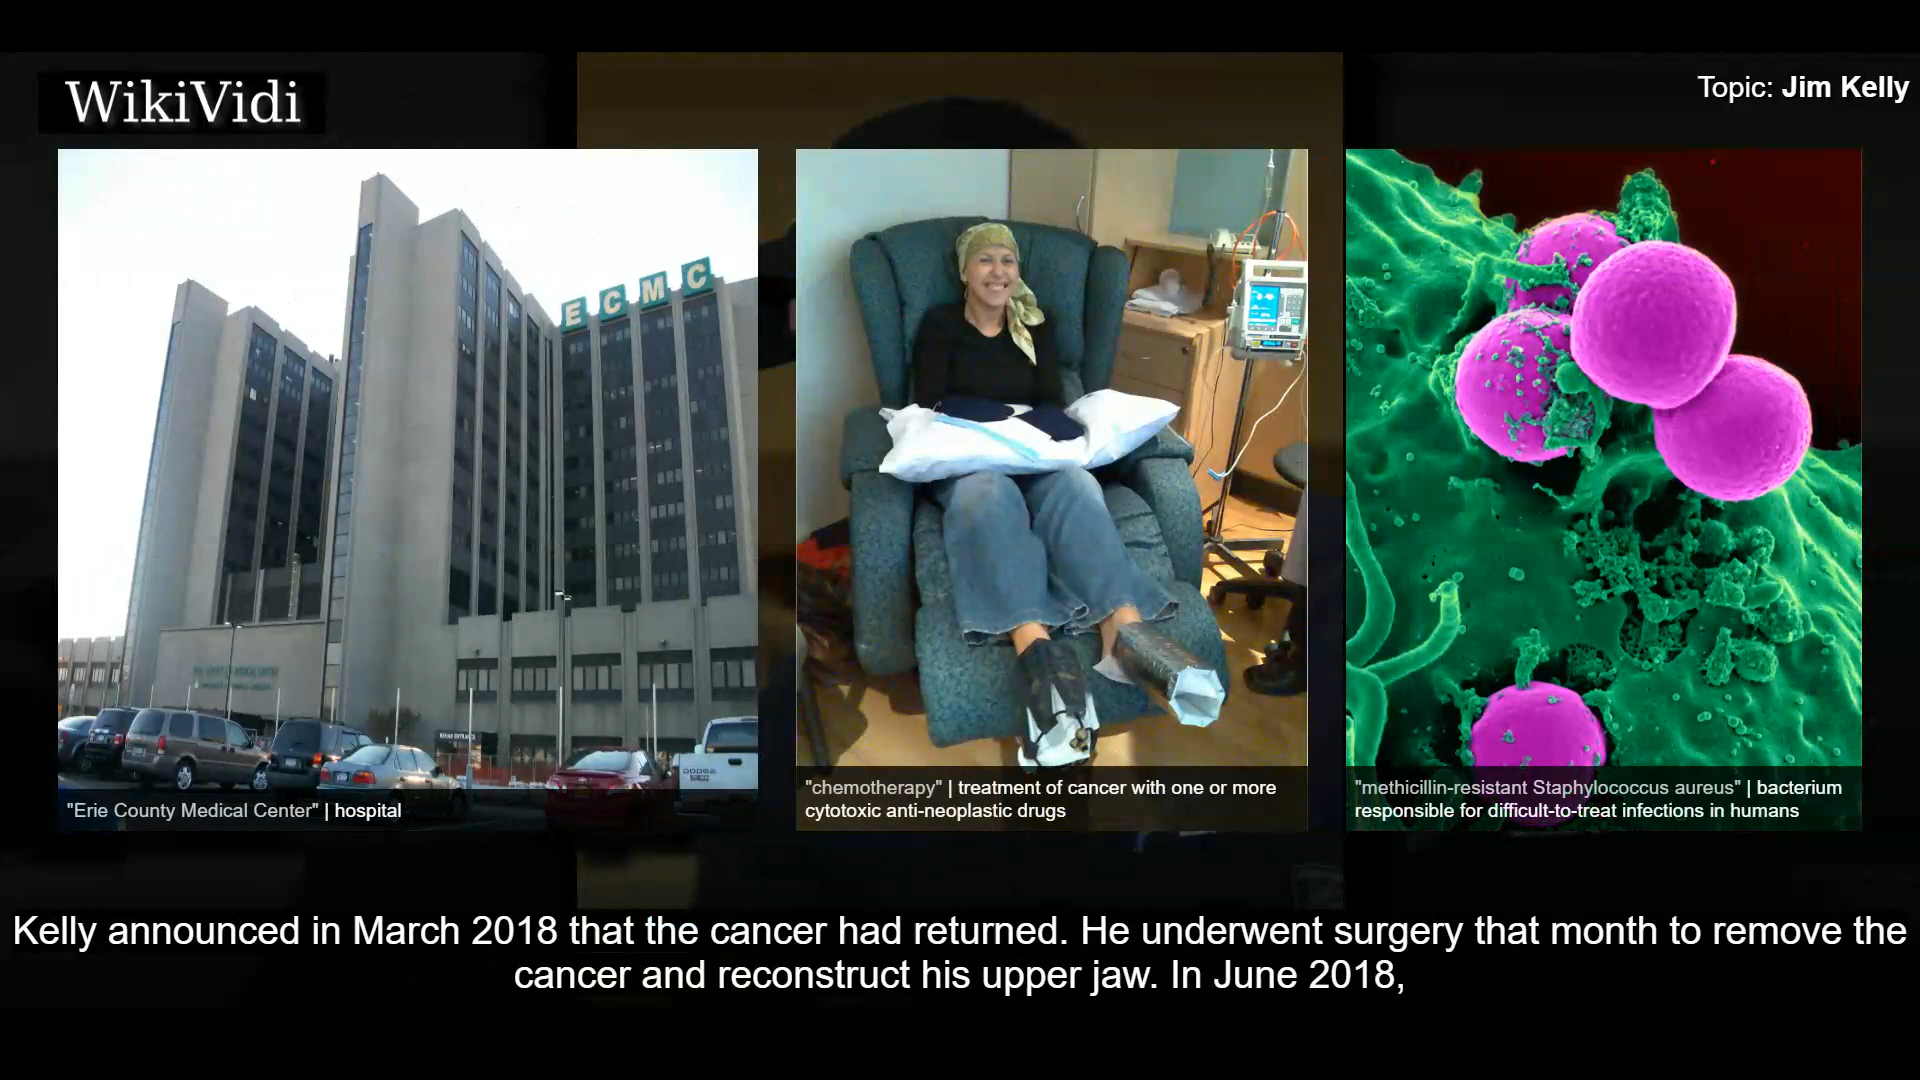 WikiVidi
Topic: Jim Kelly
ECMC
REHAB ENTRANCE
DODGE
"Erie County Medical Center" | hospital
"chemotherapy" | treatment of cancer with one or more
cytotoxic anti-neoplastic drugs
"methicillin-resistant Staphylococcus aureus" | bacterium
responsible for difficult-to-treat infections in humans
Kelly announced in March 2018 that the cancer had returned. He underwent surgery that month to remove the
cancer and reconstruct his upper jaw. In June 2018,